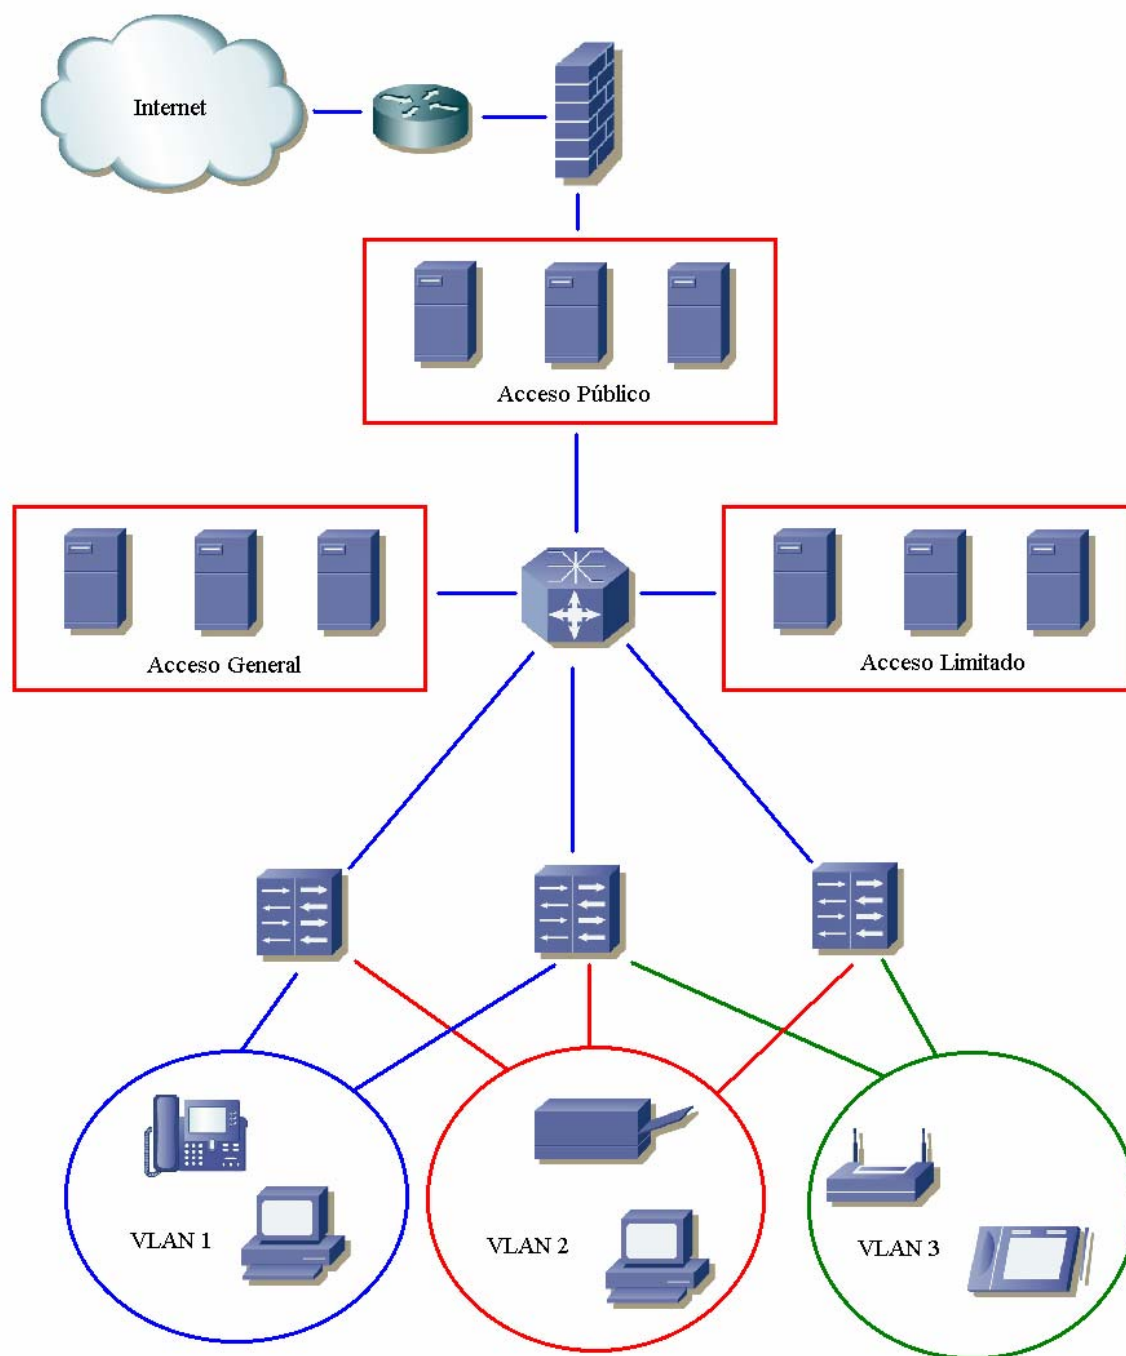 Internet
Acceso Público
Acceso General
Acceso Limitado
VLAN 1
VLAN 2
VLAN 3